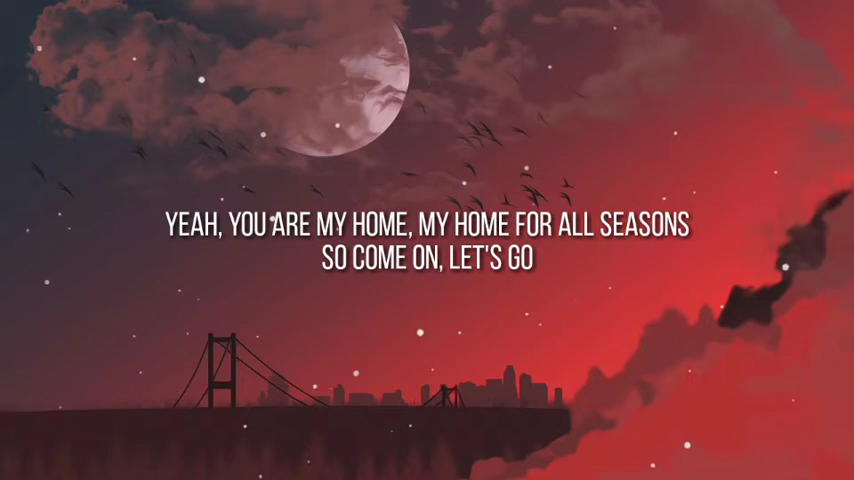 YEAH, YOU ARE MY HOME, MY HOME FOR ALL SEASONS
SO COME ON, LET'S GO